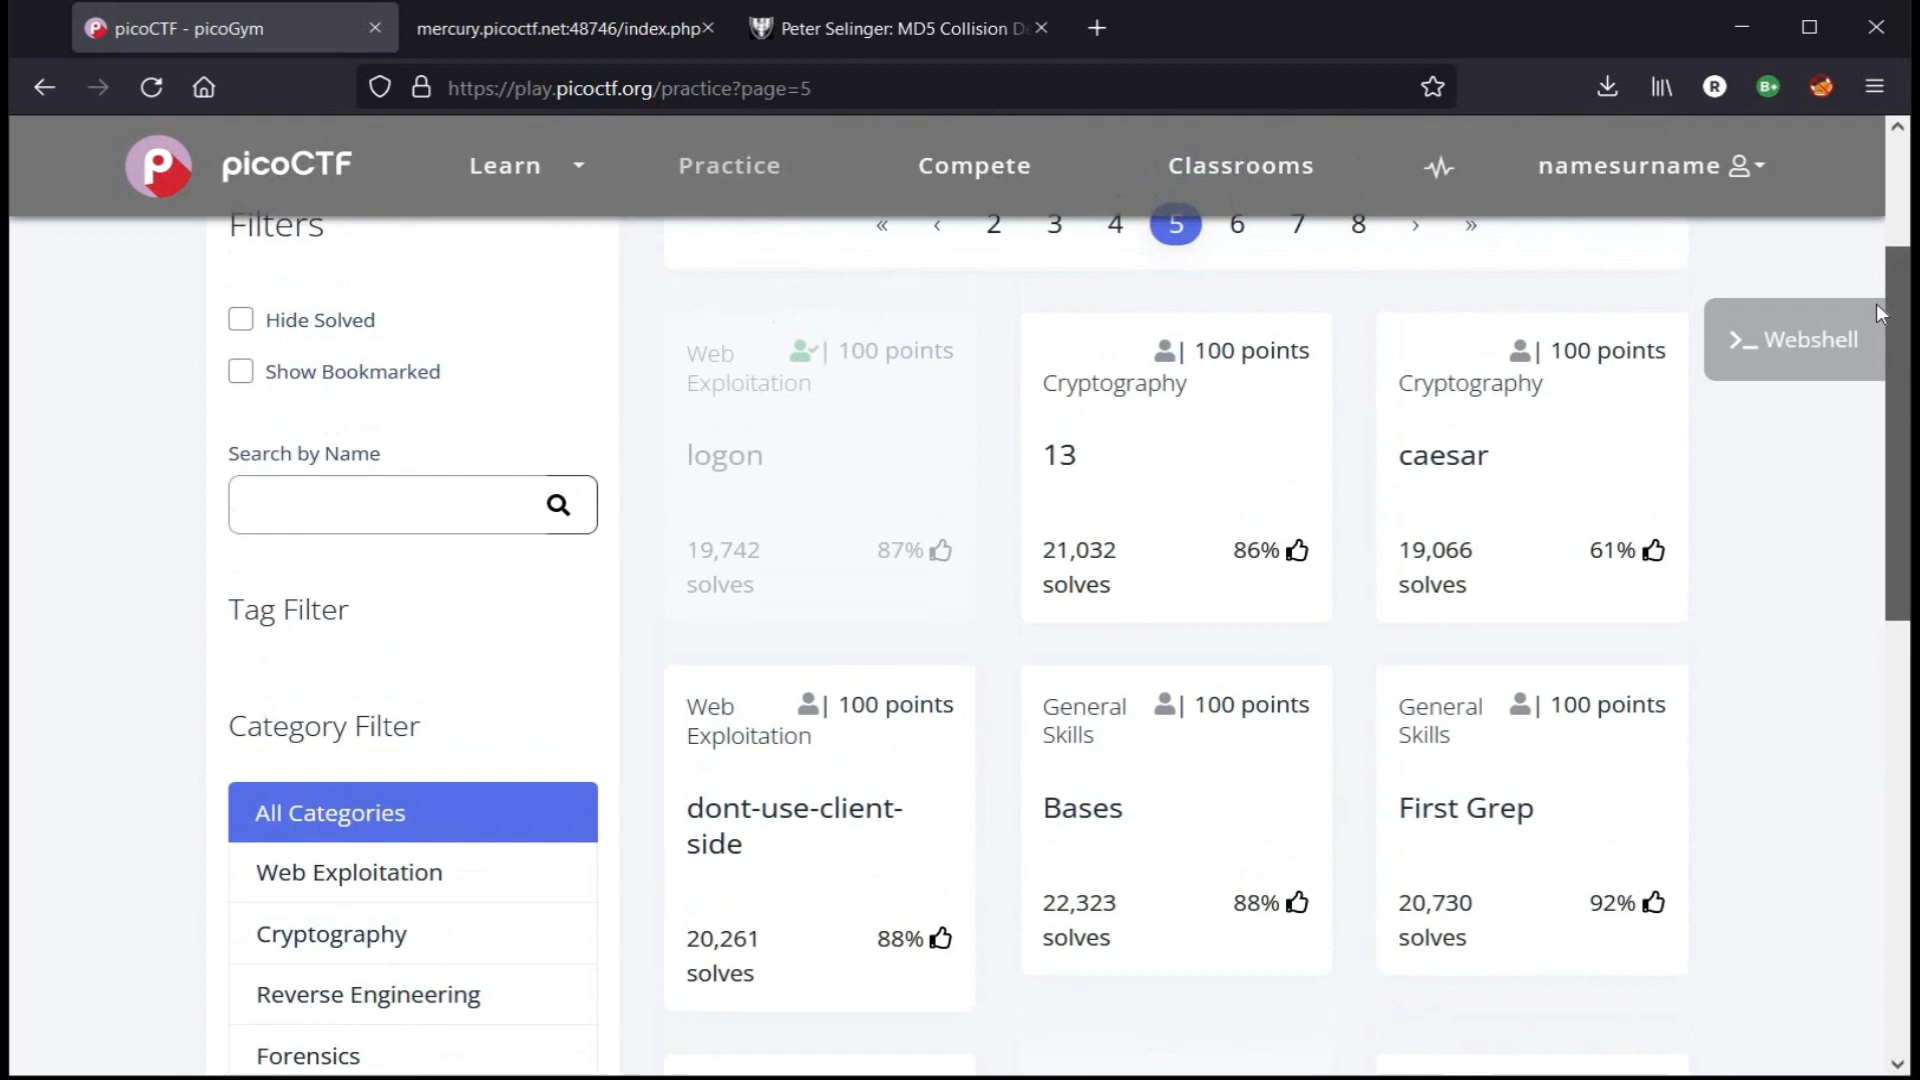 picoCTF - picoGym
mercury.picoctf.net:48746/index.php
Peter Selinger: MD5 Collision D
https://play.picoctf.org/practice?page=5
picoCTF
Learn
Practice
Compete
Classrooms
namesurname
Filters
« ‹ 2 3 4 5 6 7 8 › »
Hide Solved
Show Bookmarked
Search by Name
Tag Filter
Category Filter
All Categories
Web Exploitation
Cryptography
Reverse Engineering
Forensics
Web
Exploitation
| 100 points
logon
19,742
solves
87%
| 100 points
Cryptography
13
21,032
solves
86%
| 100 points
Cryptography
caesar
19,066
solves
61%
Web
Exploitation
| 100 points
dont-use-client-
side
20,261
solves
88%
General
Skills
| 100 points
Bases
22,323
solves
88%
General
Skills
| 100 points
First Grep
20,730
solves
92%
>_ Webshell